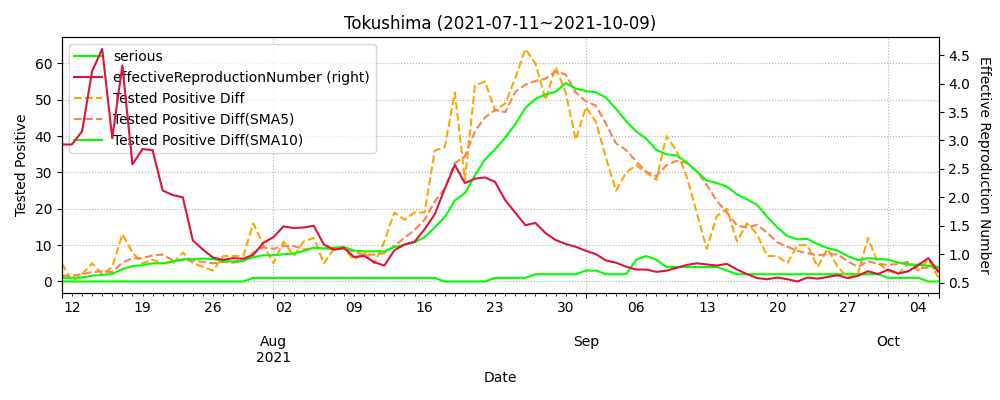 Tokushima (2021-07-11~2021-10-09)
serious
effectiveReproductionNumber (right)
Tested Positive Diff
Tested Positive Diff(SMA5)
Tested Positive Diff(SMA10)
Tested Positive
60
50
40
30
20
10
0
4.5
4.0
3.5
3.0
2.5
2.0
1.5
1.0
0.5
Effective Reproduction Number
12 19 26 02 09 16 23 30 06 13 20 27 04
Aug Sep Oct
2021
Date